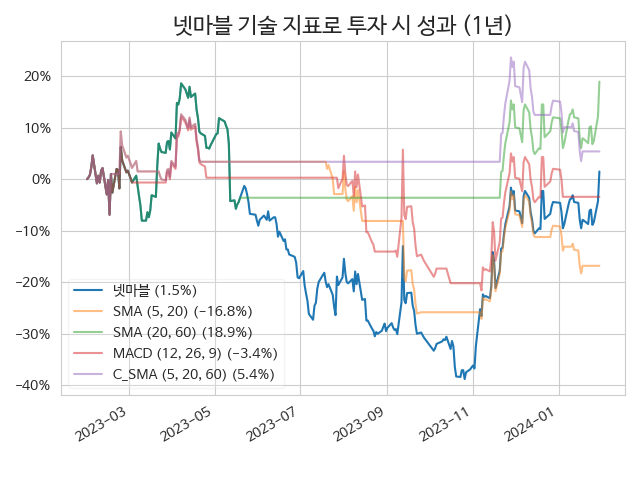 넷마블 기술 지표로 투자 시 성과 (1년)
20%
10%
0%
−10%
−20%
−30%
−40%
넷마블 (1.5%)
SMA (5, 20) (−16.8%)
SMA (20, 60) (18.9%)
MACD (12, 26, 9) (−3.4%)
C_SMA (5, 20, 60) (5.4%)
2023−03
2023−05
2023−07
2023−09
2023−11
2024−01